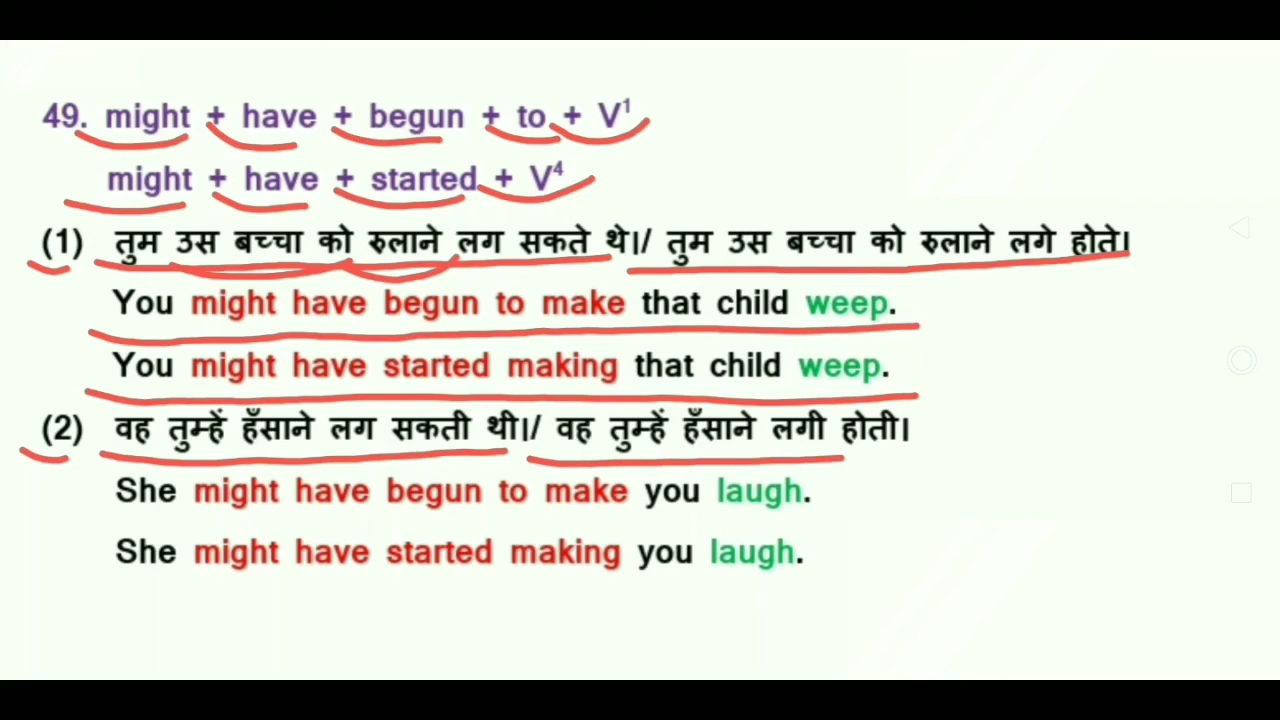 49. might + have + begun + to + V¹
might + have + started + V⁴
(1) तुम उस बच्चा को रुलाने लग सकते थे।/ तुम उस बच्चा को रुलाने लगे होते।
You might have begun to make that child weep.
You might have started making that child weep.
(2) वह तुम्हें हँसाने लग सकती थी।/ वह तुम्हें हँसाने लगी होती।
She might have begun to make you laugh.
She might have started making you laugh.